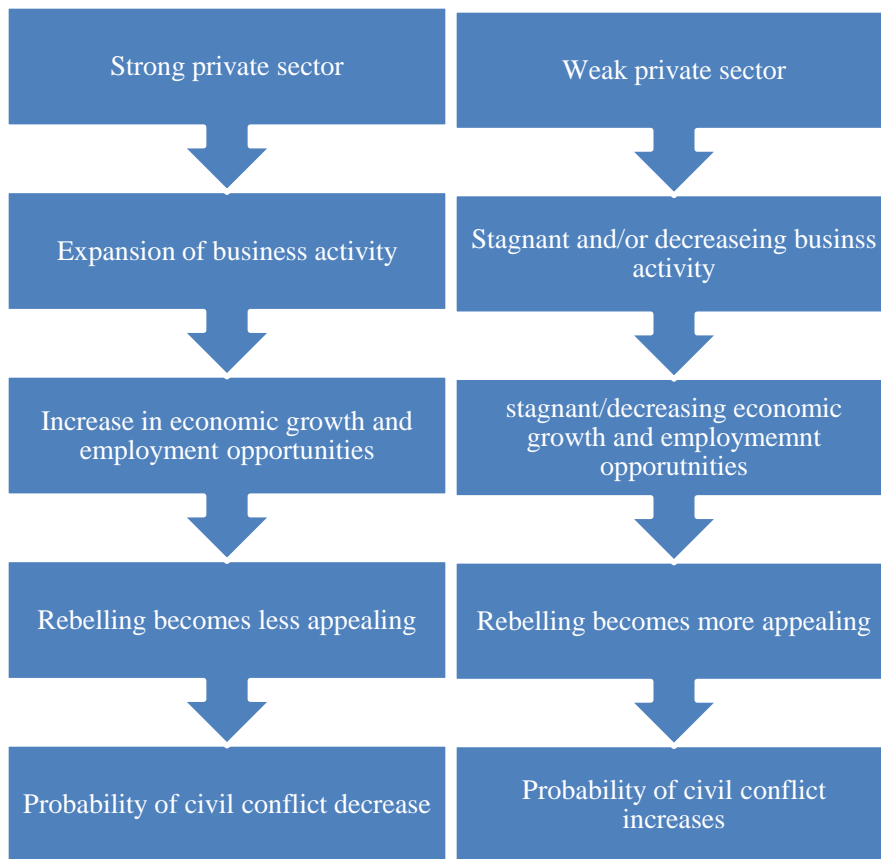 Strong private sector
Weak private sector
Expansion of business activity
Stagnant and/or decreaseing businss
activity
Increase in economic growth and
employment opportunities
stagnant/decreasing economic
growth and employmemnt
opporutnities
Rebelling becomes less appealing
Rebelling becomes more appealing
Probability of civil conflict decrease
Probability of civil conflict
increases